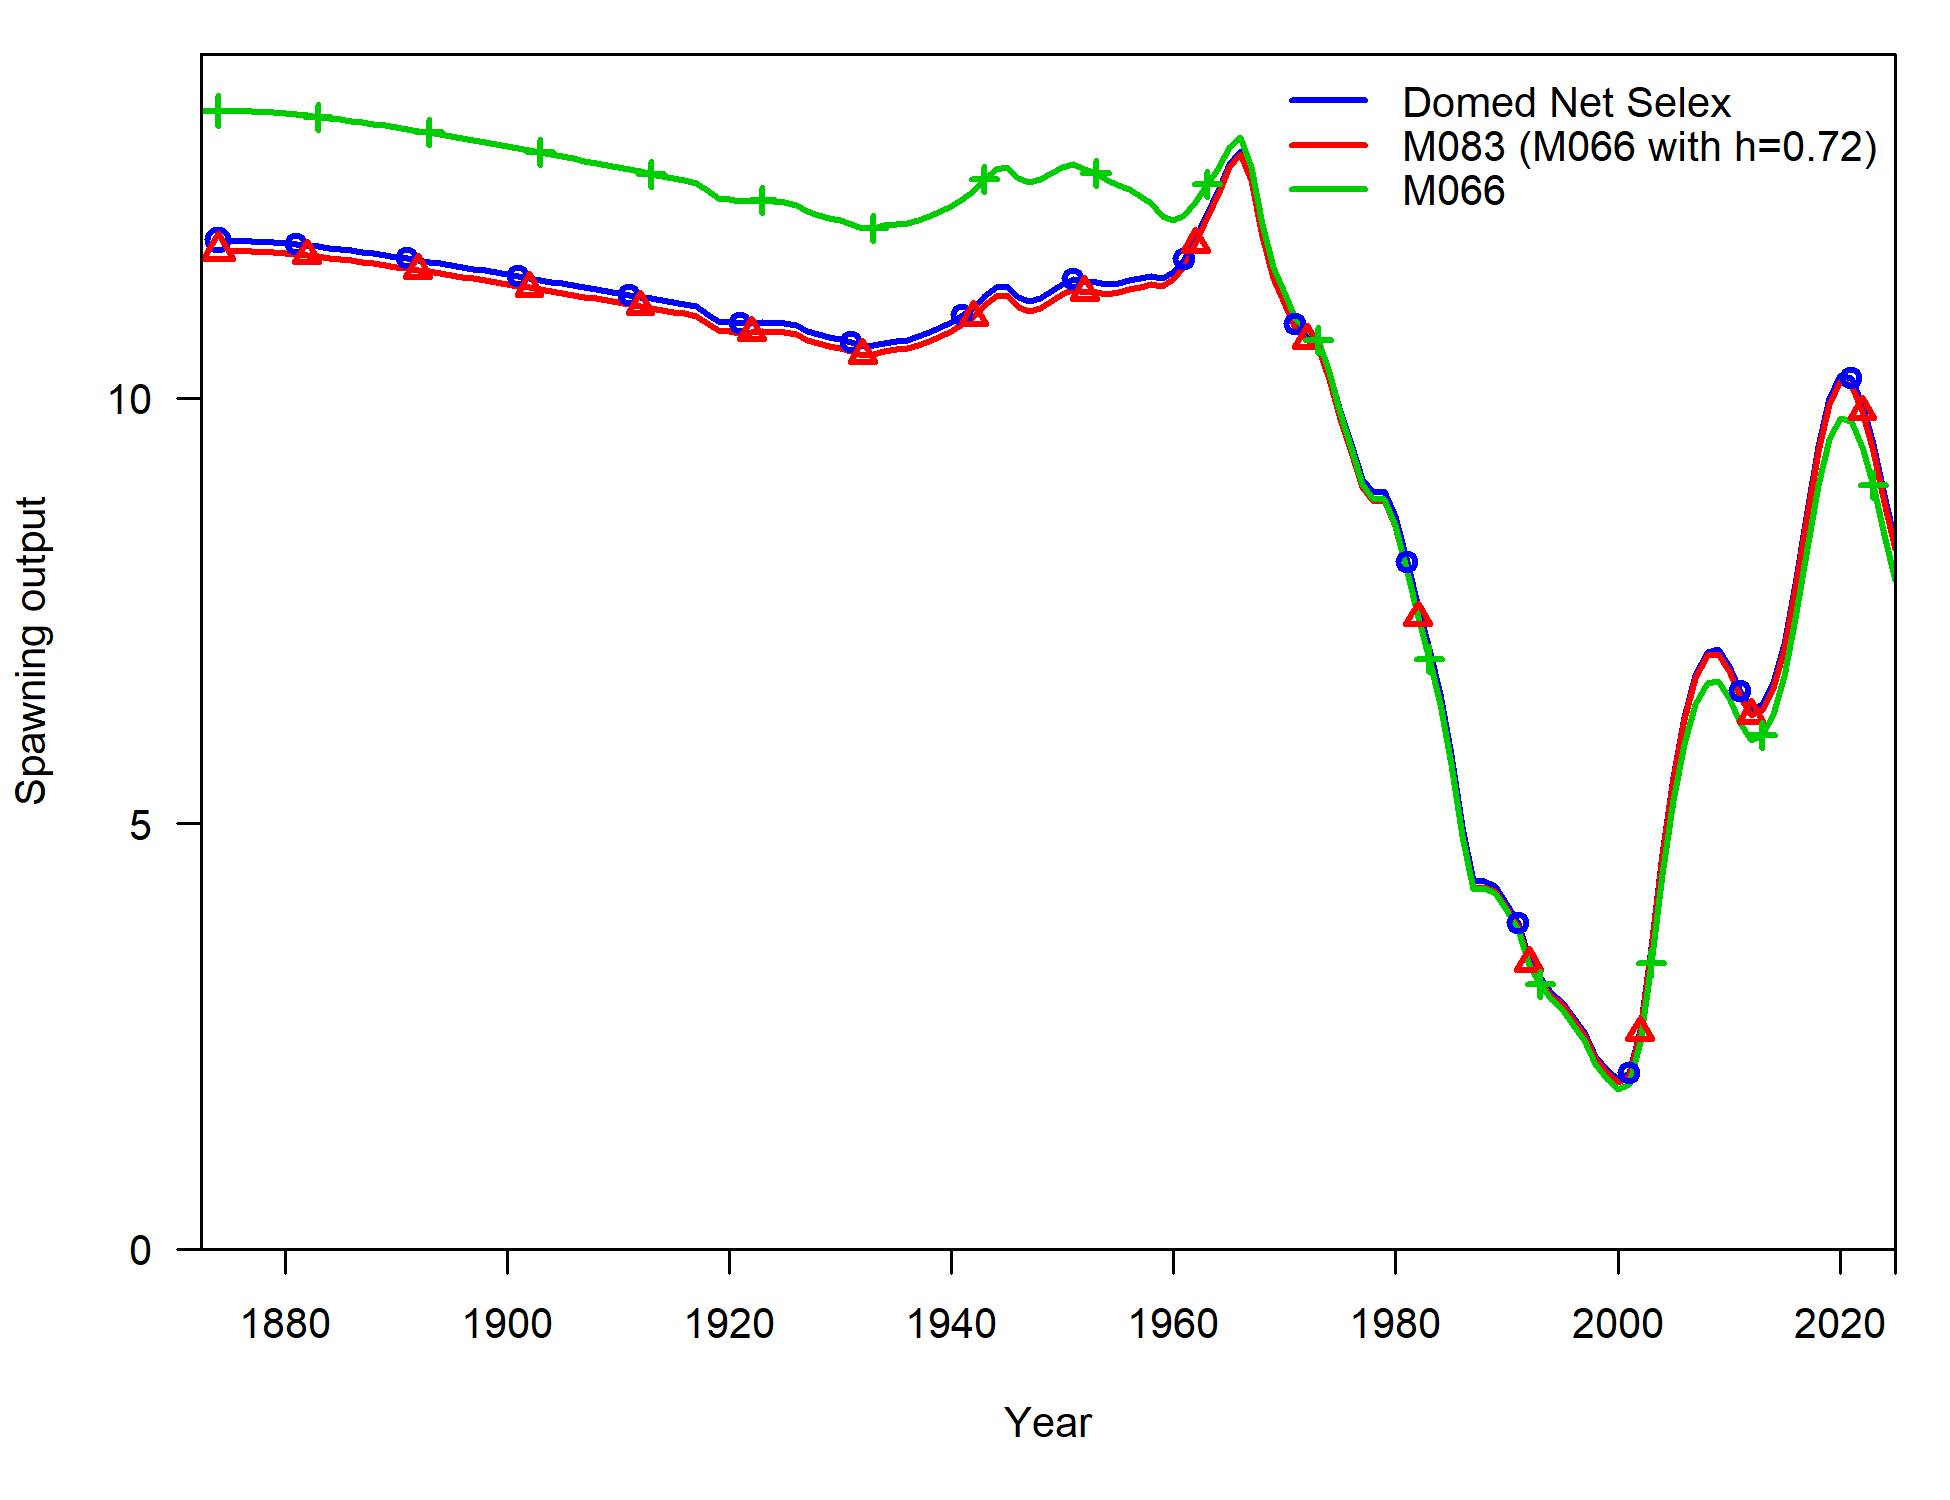 Domed Net Selex
M083 (M066 with h=0.72)
M066
10
5
0
Spawning output
1880 1900 1920 1940 1960 1980 2000 2020
Year